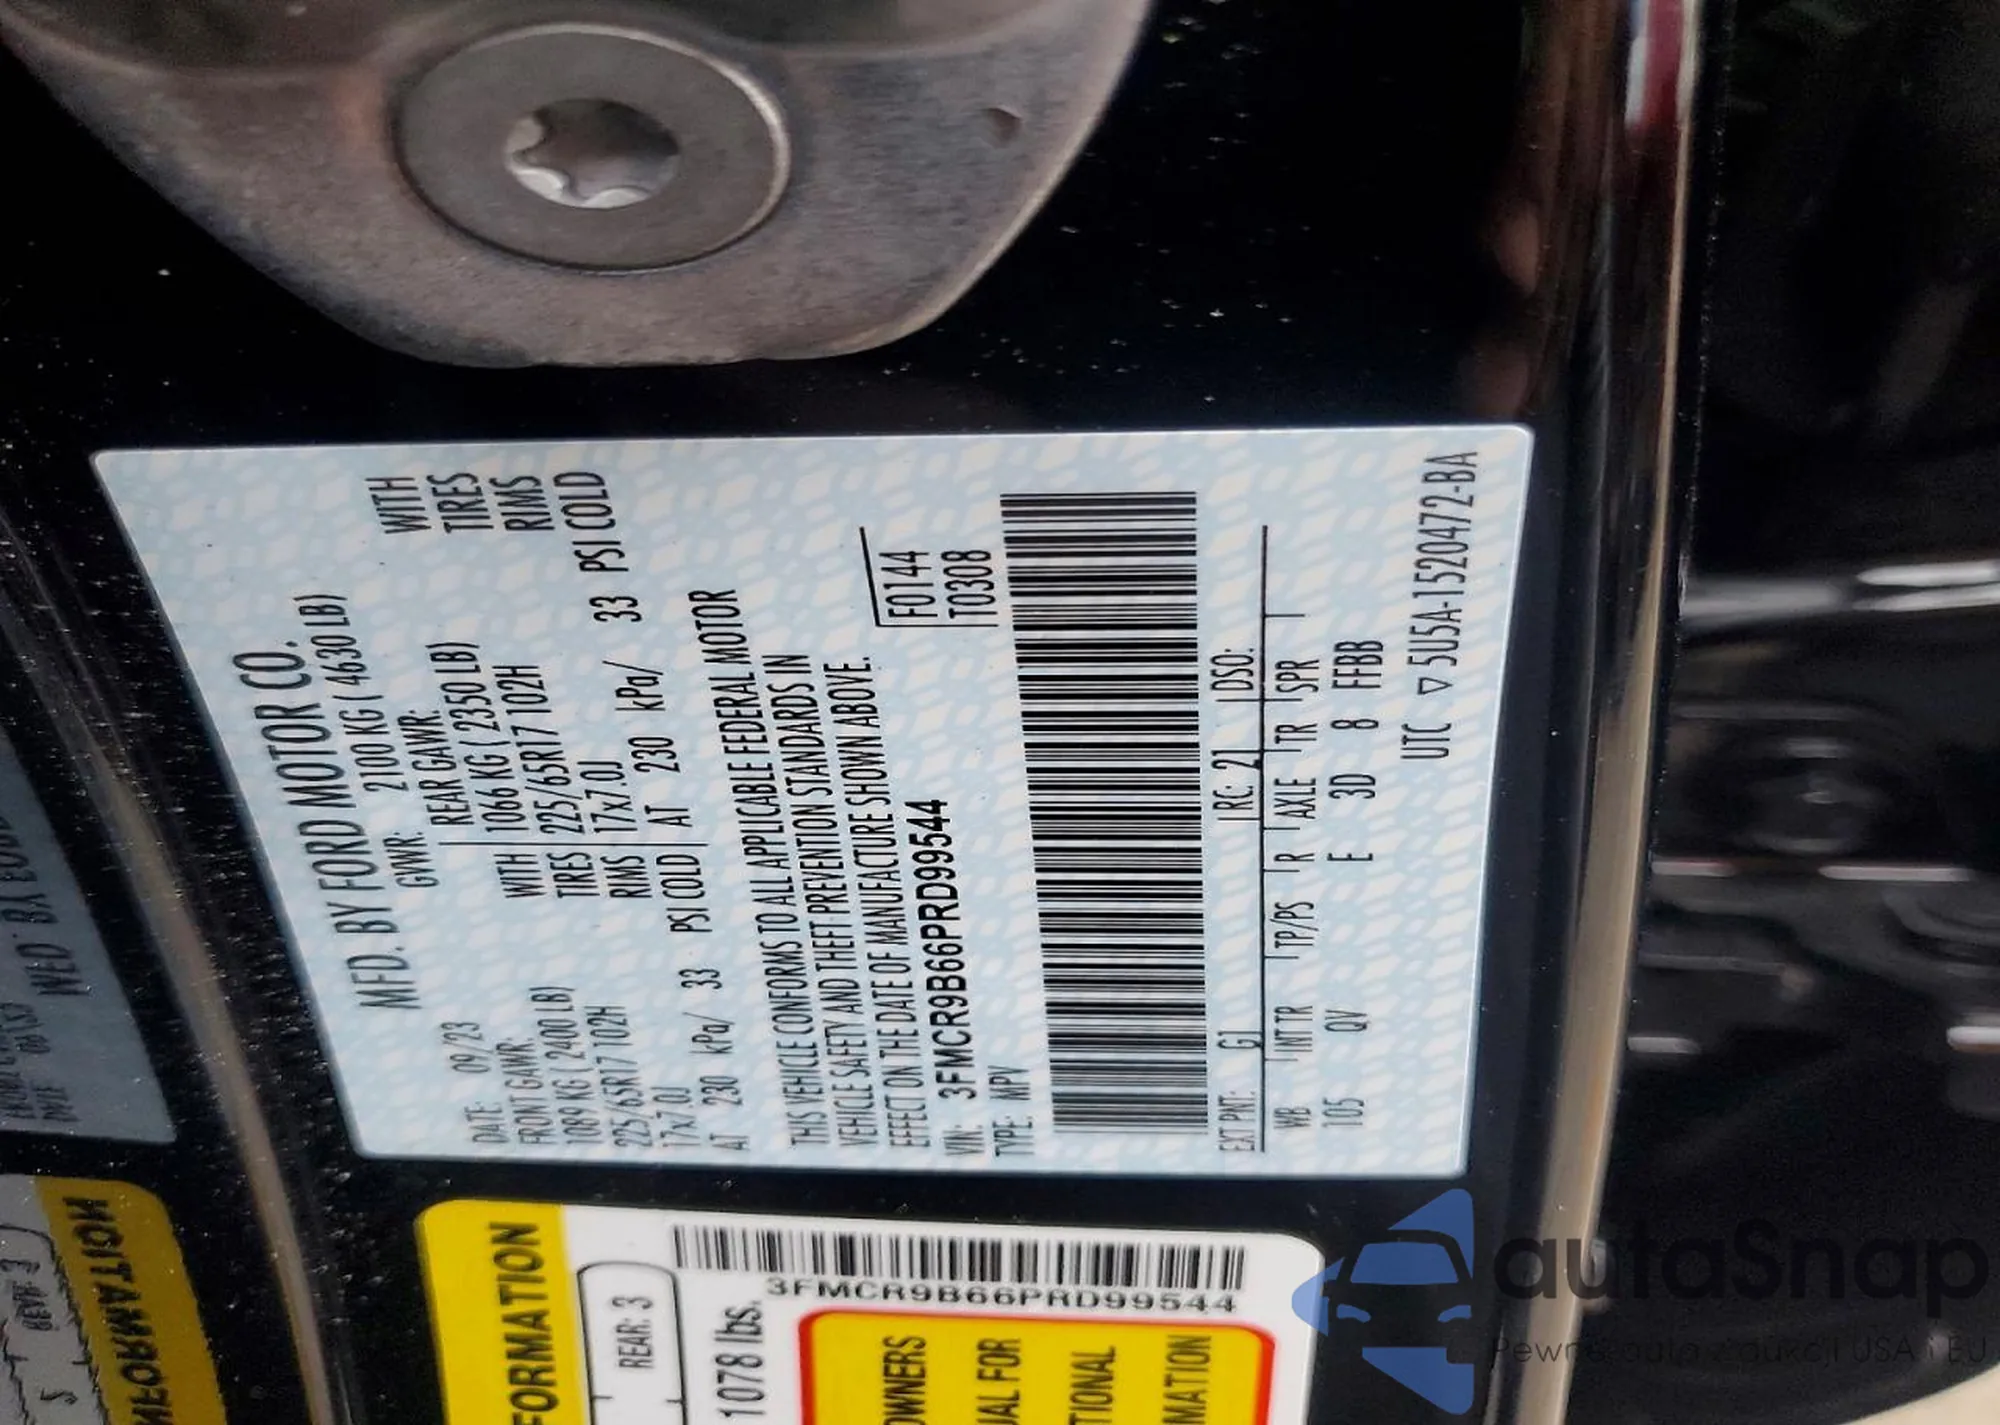 MFD. BY FORD MOTOR CO.
DATE: 09/23 GWR: 2100 KG ( 4630 LB)
FRONT GAWR: REAR GAWR:
1089 KG ( 2400 LB) WITH 1066 KG ( 2350 LB) WITH
225/65R17 102H TIRES 225/65R17 102H TIRES
17x7.0J RIMS 17x7.0J RIMS
AT 230 kPa/ 33 PSI COLD AT 230 kPa/ 33 PSI COLD
THIS VEHICLE CONFORMS TO ALL APPLICABLE FEDERAL MOTOR
VEHICLE SAFETY AND THEFT PREVENTION STANDARDS IN
EFFECT ON THE DATE OF MANUFACTURE SHOWN ABOVE.
VIN: 3FMCR9B66PRD99544 F0144
TYPE: MPV T0308
EXT PNT: G1 RC: 21 DSO:
WB INT TR TP/PS R AXLE TR SPR
105 QV E 3D 8 FFBB
UTC ▽ 5U5A-1520472-BA
FORMATION
REAR: 3
1078 lbs.
3FMCR9B66PRD99544
OWNERS
UAL FOR
TIONAL
MATION
autoSnap
Pewne auta z aukcji USA i EU